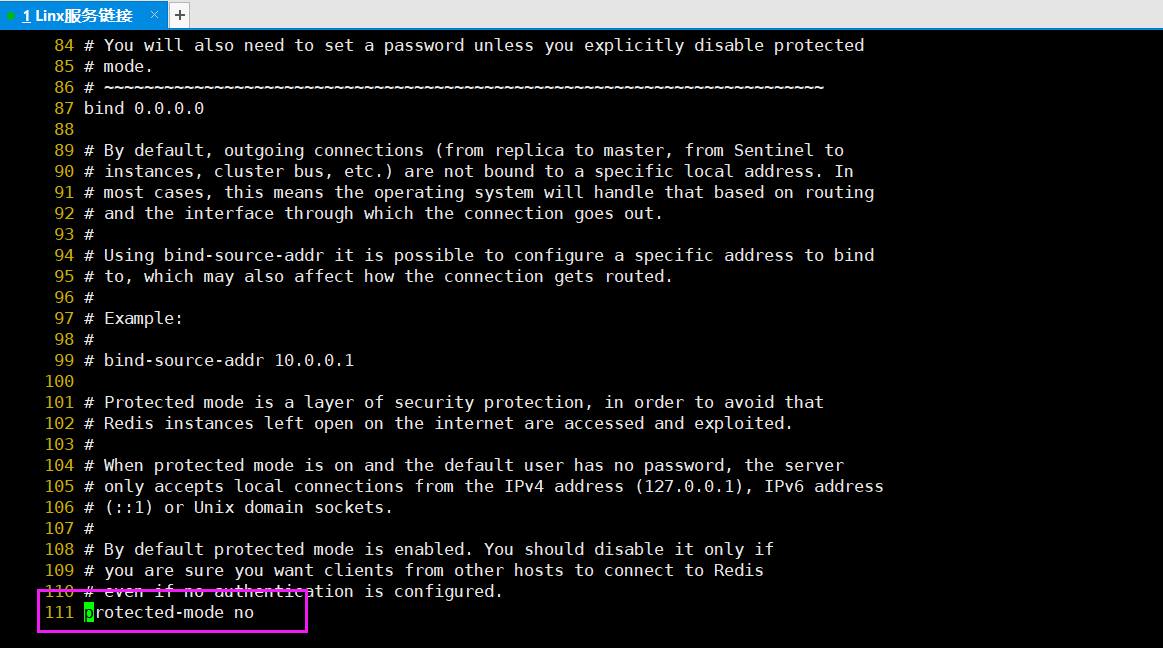 1 Linx服务链接 × +
84 # You will also need to set a password unless you explicitly disable protected
85 # mode.
86 # ~~~~~~~~~~~~~~~~~~~~~~~~~~~~~~~~~~~~~~~~~~~~~~~~~~~~~~~~~~~~~~~~~~~~~~~~
87 bind 0.0.0.0
88
89 # By default, outgoing connections (from replica to master, from Sentinel to
90 # instances, cluster bus, etc.) are not bound to a specific local address. In
91 # most cases, this means the operating system will handle that based on routing
92 # and the interface through which the connection goes out.
93 #
94 # Using bind-source-addr it is possible to configure a specific address to bind
95 # to, which may also affect how the connection gets routed.
96 #
97 # Example:
98 #
99 # bind-source-addr 10.0.0.1
100
101 # Protected mode is a layer of security protection, in order to avoid that
102 # Redis instances left open on the internet are accessed and exploited.
103 #
104 # When protected mode is on and the default user has no password, the server
105 # only accepts local connections from the IPv4 address (127.0.0.1), IPv6 address
106 # (::1) or Unix domain sockets.
107 #
108 # By default protected mode is enabled. You should disable it only if
109 # you are sure you want clients from other hosts to connect to Redis
110 # even if no authentication is configured.
111 protected-mode no